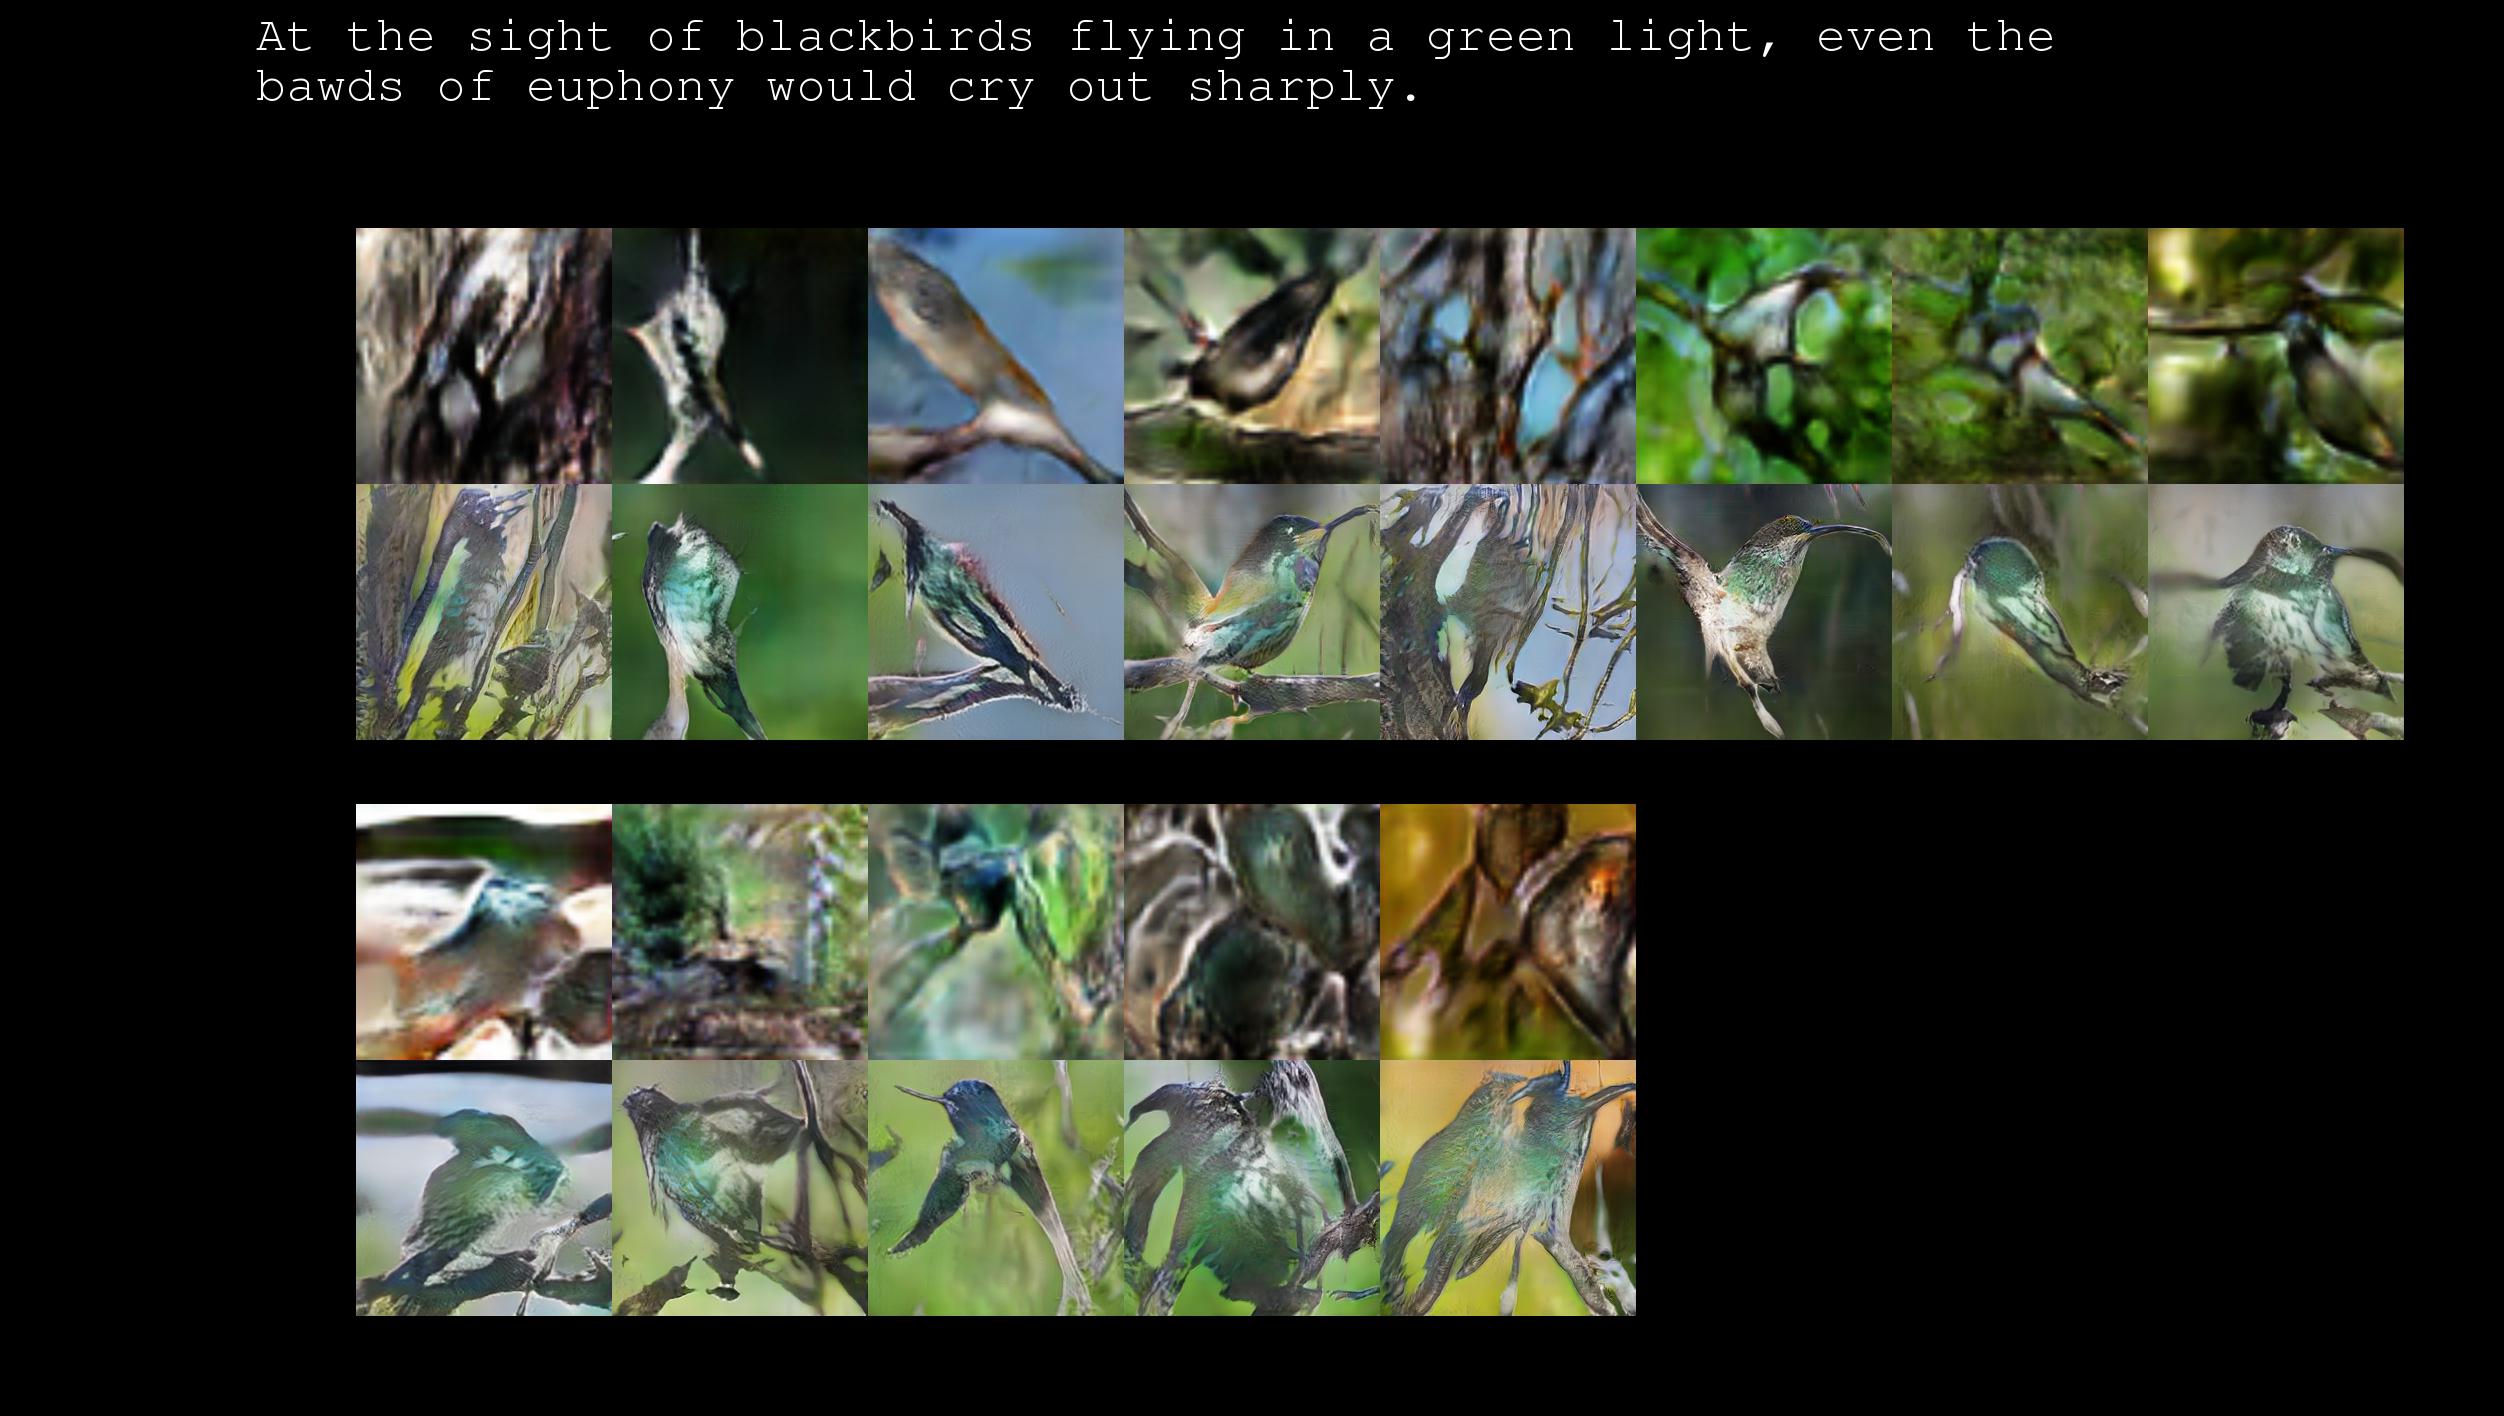 At the sight of blackbirds flying in a green light, even the
bawds of euphony would cry out sharply.